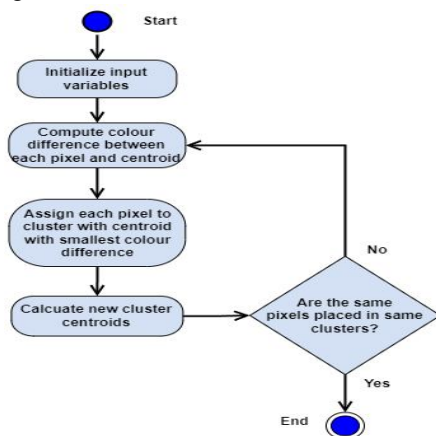 Start
Initialize input
variables
Compute colour
difference between
each pixel and centroid
Assign each pixel to
cluster with centroid
with smallest colour
difference
Calcuate new cluster
centroids
Are the same
pixels placed in same
clusters?
No
Yes
End